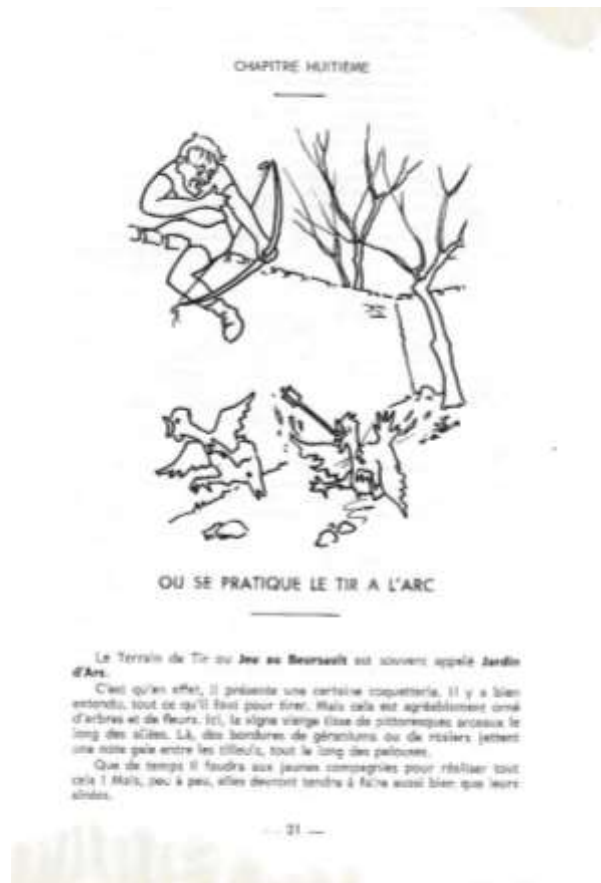 CHAPITRE HUITIÈME
OU SE PRATIQUE LE TIR A L'ARC
Le Terrain de Tir ou Jeu au Beursault est souvent appelé Jardin
d'Arc.
C'est qu'en effet, il présente une certaine coquetterie. Il y a bien
entendu, tout ce qu'il faut pour tirer. Mais cela est agréablement orné
d'arbres et de fleurs. Ici, la vigne vierge tisse de pittoresques arceaux le
long des allées. Là, des bordures de géraniums ou de rosiers jettent
une note gaie entre les tilleuls, tout le long des pelouses.
Que de temps il faudra aux jeunes compagnies pour réaliser tout
cela ! Mais, peu à peu, elles devront tendre à faire aussi bien que leurs
aînées.
— 21 —